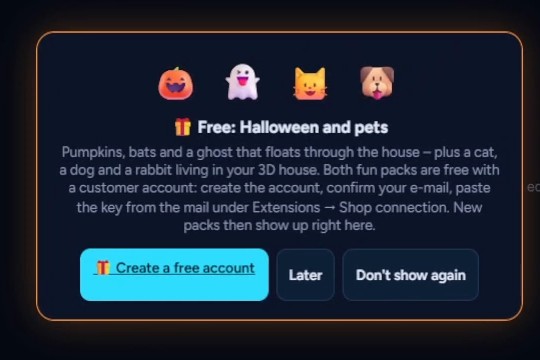 🎁 Free: Halloween and pets
Pumpkins, bats and a ghost that floats through the house – plus a cat,
a dog and a rabbit living in your 3D house. Both fun packs are free with
a customer account: create the account, confirm your e-mail, paste
the key from the mail under Extensions → Shop connection. New
packs then show up right here.
🎁 Create a free account
Later
Don't show again